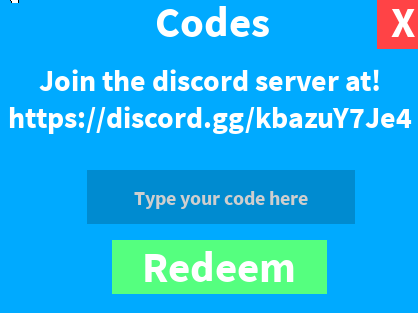 Codes
X
Join the discord server at!
https://discord.gg/kbazuY7Je4
Type your code here
Redeem